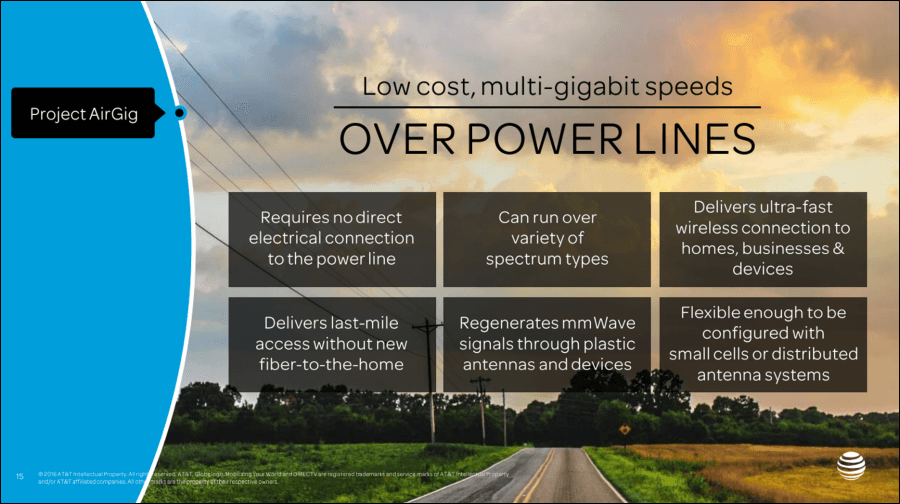 Project AirGig
Low cost, multi-gigabit speeds
OVER POWER LINES
Requires no direct
electrical connection
to the power line
Can run over
variety of
spectrum types
Delivers ultra-fast
wireless connection to
homes, businesses &
devices
Delivers last-mile
access without new
fiber-to-the-home
Regenerates mmWave
signals through plastic
antennas and devices
Flexible enough to be
configured with
small cells or distributed
antenna systems
15
© 2016 AT&T Intellectual Property. All rights reserved. AT&T, Globe logo, Mobilizing Your World and DIRECTV are registered trademarks and service marks of AT&T Intellectual Property
and/or AT&T affiliated companies. All other marks are the property of their respective owners.